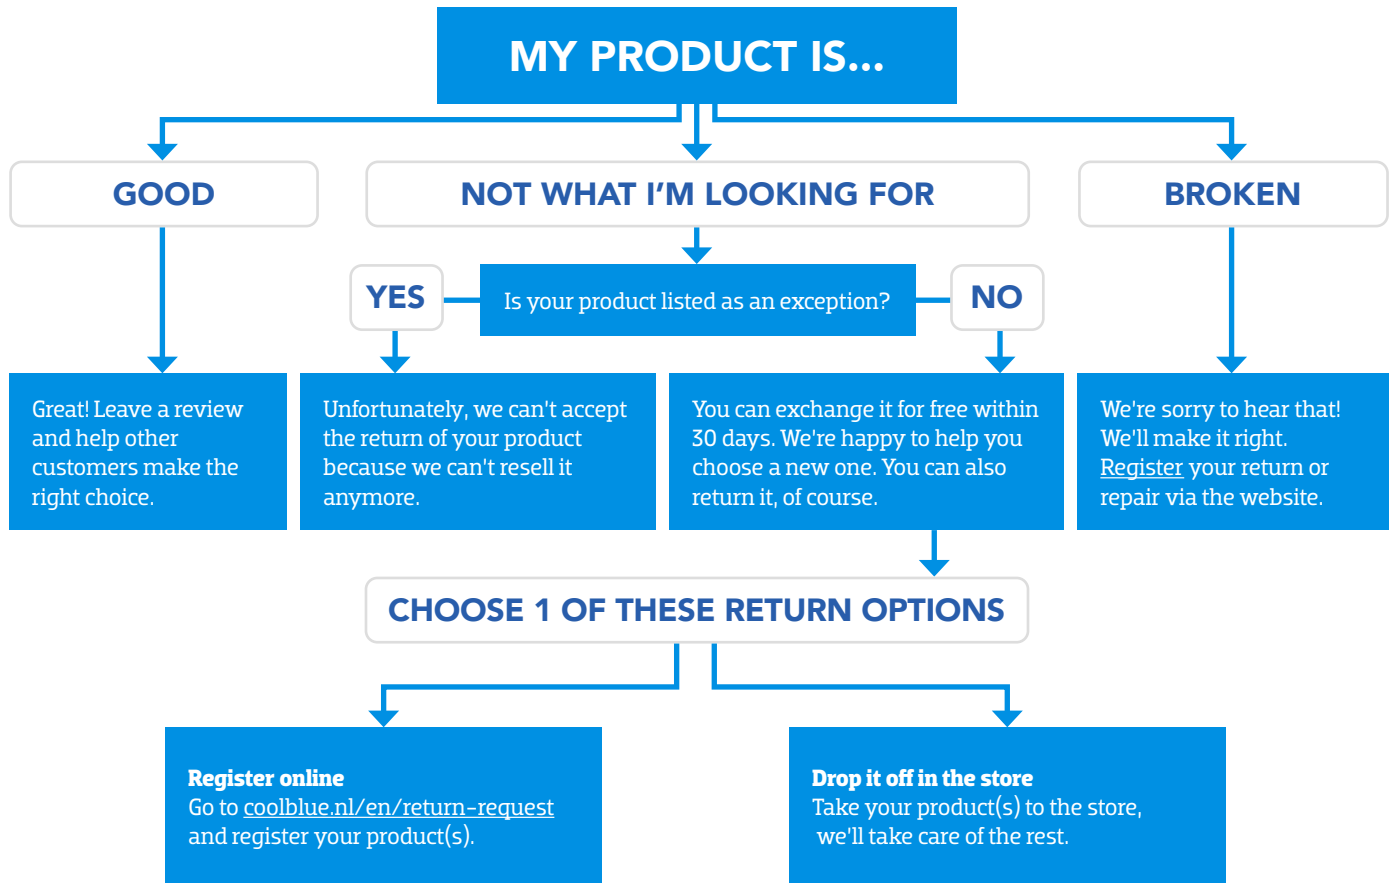 MY PRODUCT IS...
GOOD
NOT WHAT I'M LOOKING FOR
BROKEN
YES
Is your product listed as an exception?
NO
Great! Leave a review
and help other
customers make the
right choice.
Unfortunately, we can't accept
the return of your product
because we can't resell it
anymore.
You can exchange it for free within
30 days. We're happy to help you
choose a new one. You can also
return it, of course.
We're sorry to hear that!
We'll make it right.
Register your return or
repair via the website.
CHOOSE 1 OF THESE RETURN OPTIONS
Register online
Go to coolblue.nl/en/return-request
and register your product(s).
Drop it off in the store
Take your product(s) to the store,
we'll take care of the rest.